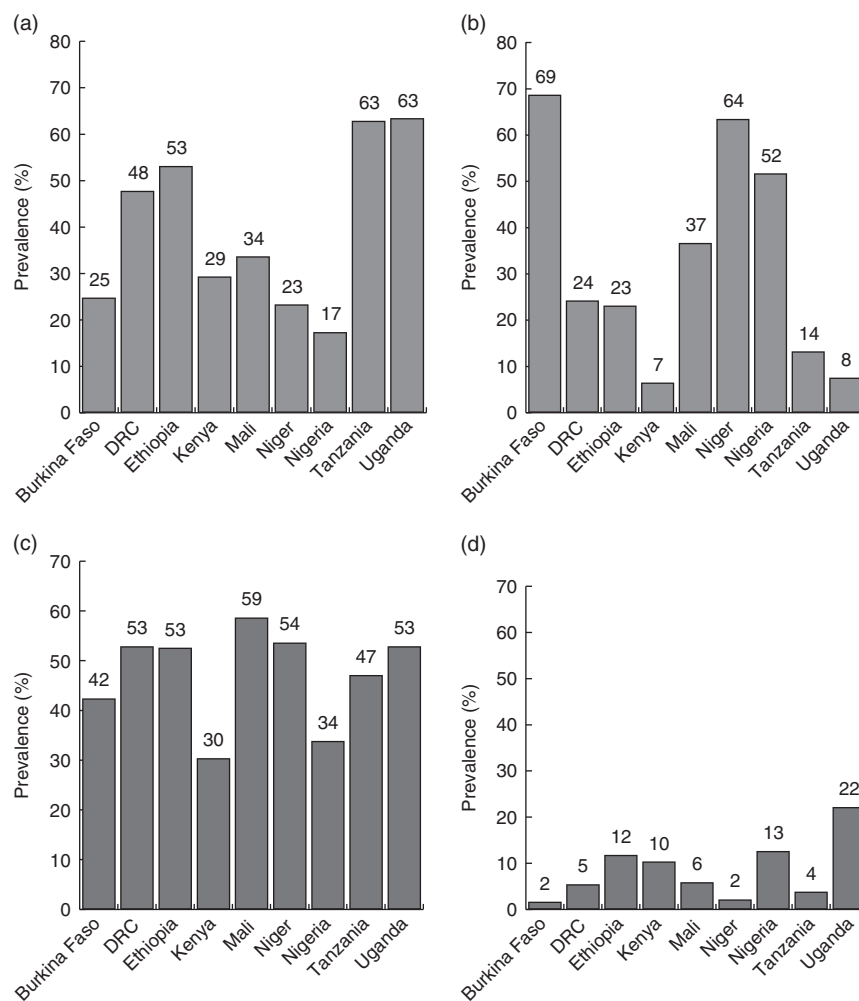 (a)
80
70
60
50
40
30
20
10
0
Prevalence (%)
25
48
53
29
34
23
17
63
63
Burkina Faso
DRC
Ethiopia
Kenya
Mali
Niger
Nigeria
Tanzania
Uganda
(b)
80
70
60
50
40
30
20
10
0
Prevalence (%)
69
24
23
7
37
64
52
14
8
Burkina Faso
DRC
Ethiopia
Kenya
Mali
Niger
Nigeria
Tanzania
Uganda
(c)
70
60
50
40
30
20
10
0
Prevalence (%)
42
53
53
30
59
54
34
47
53
Burkina Faso
DRC
Ethiopia
Kenya
Mali
Niger
Nigeria
Tanzania
Uganda
(d)
70
60
70
40
30
20
10
0
Prevalence (%)
2
5
12
10
6
2
13
4
22
Burkina Faso
DRC
Ethiopia
Kenya
Mali
Niger
Nigeria
Tanzania
Uganda